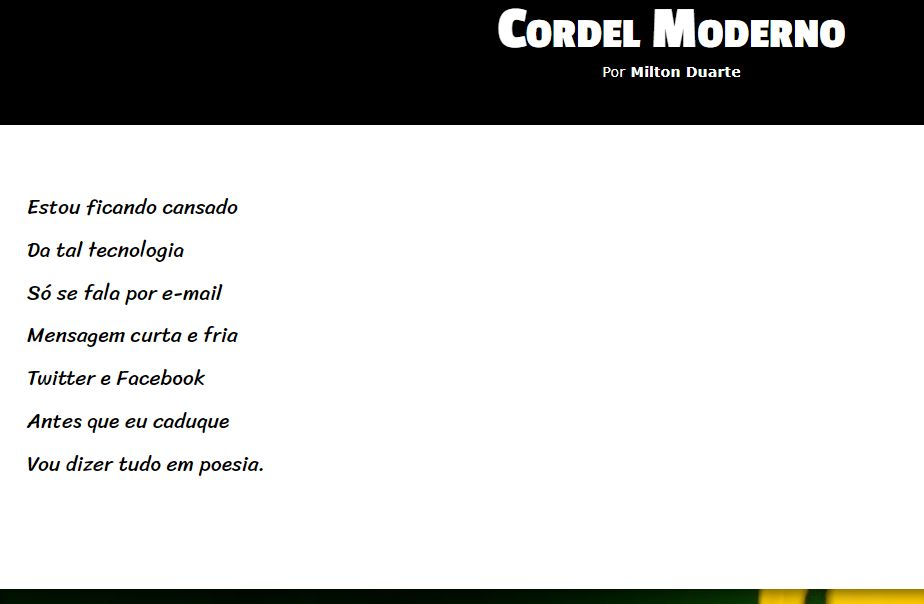 Cordel Moderno
Por Milton Duarte
Estou ficando cansado
Da tal tecnologia
Só se fala por e-mail
Mensagem curta e fria
Twitter e Facebook
Antes que eu caduque
Vou dizer tudo em poesia.